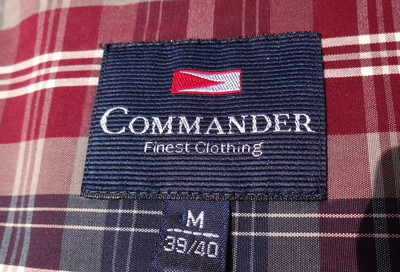 COMMANDER
Finest Clothing
M
39/40